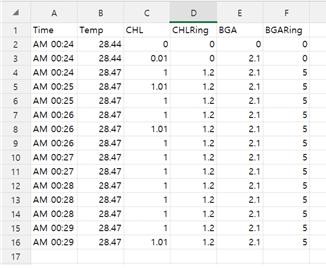 A B C D E F
1 Time Temp CHL CHLRing BGA BGARing
2 AM 00:24 28.44 0 0 0 0
3 AM 00:24 28.44 0.01 0 2.1 0
4 AM 00:24 28.47 1 1.2 2.1 5
5 AM 00:25 28.47 1.01 1.2 2.1 5
6 AM 00:25 28.47 1 1.2 2.1 5
7 AM 00:26 28.47 1 1.2 2.1 5
8 AM 00:26 28.47 1.01 1.2 2.1 5
9 AM 00:26 28.47 1 1.2 2.1 5
10 AM 00:27 28.47 1 1.2 2.1 5
11 AM 00:27 28.47 1 1.2 2.1 5
12 AM 00:28 28.47 1 1.2 2.1 5
13 AM 00:28 28.47 1 1.2 2.1 5
14 AM 00:28 28.47 1 1.2 2.1 5
15 AM 00:29 28.47 1 1.2 2.1 5
16 AM 00:29 28.47 1.01 1.2 2.1 5
17